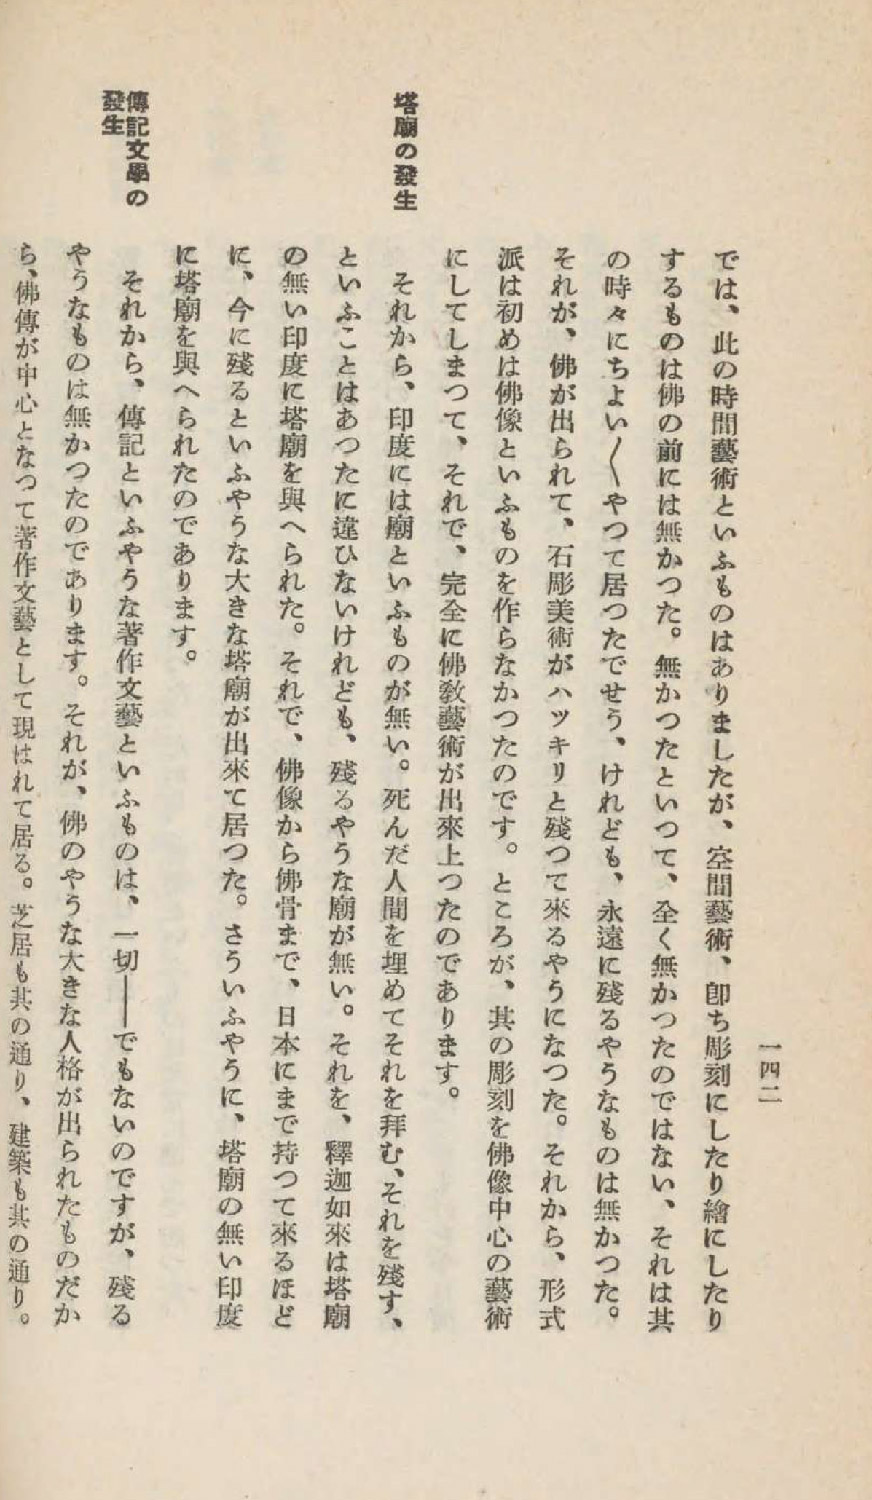 一四二
では、此の時間藝術といふものはありましたが、空間藝術、卽ち彫刻にしたり繪にしたり
するものは佛の前には無かつた。無かつたといつて、全く無かつたのではない、それは其
の時々にちよい〱やつて居つたでせう、けれども、永遠に殘るやうなものは無かつた。
それが、佛が出られて、石彫美術がハツキリと殘つて來るやうになつた。それから、形式
派は初めは佛像といふものを作らなかつたのです。ところが、其の彫刻を佛像中心の藝術
にしてしまつて、それで、完全に佛敎藝術が出來上つたのであります。
塔廟の發生
それから、印度には廟といふものが無い。死んだ人間を埋めてそれを拜む、それを殘す、
といふことはあつたに違ひないけれども、殘るやうな廟が無い。それを、釋迦如來は塔廟
の無い印度に塔廟を與へられた。それで、佛像から佛骨まで、日本にまで持つて來るほど
に、今に殘るといふやうな大きな塔廟が出來て居つた。さういふやうに、塔廟の無い印度
に塔廟を與へられたのであります。
傳記文學の
發生
それから、傳記といふやうな著作文藝といふものは、一切――でもないのですが、殘る
やうなものは無かつたのであります。それが、佛のやうな大きな人格が出られたものだか
ら、佛傳が中心となつて著作文藝として現はれて居る。芝居も其の通り、建築も其の通り。